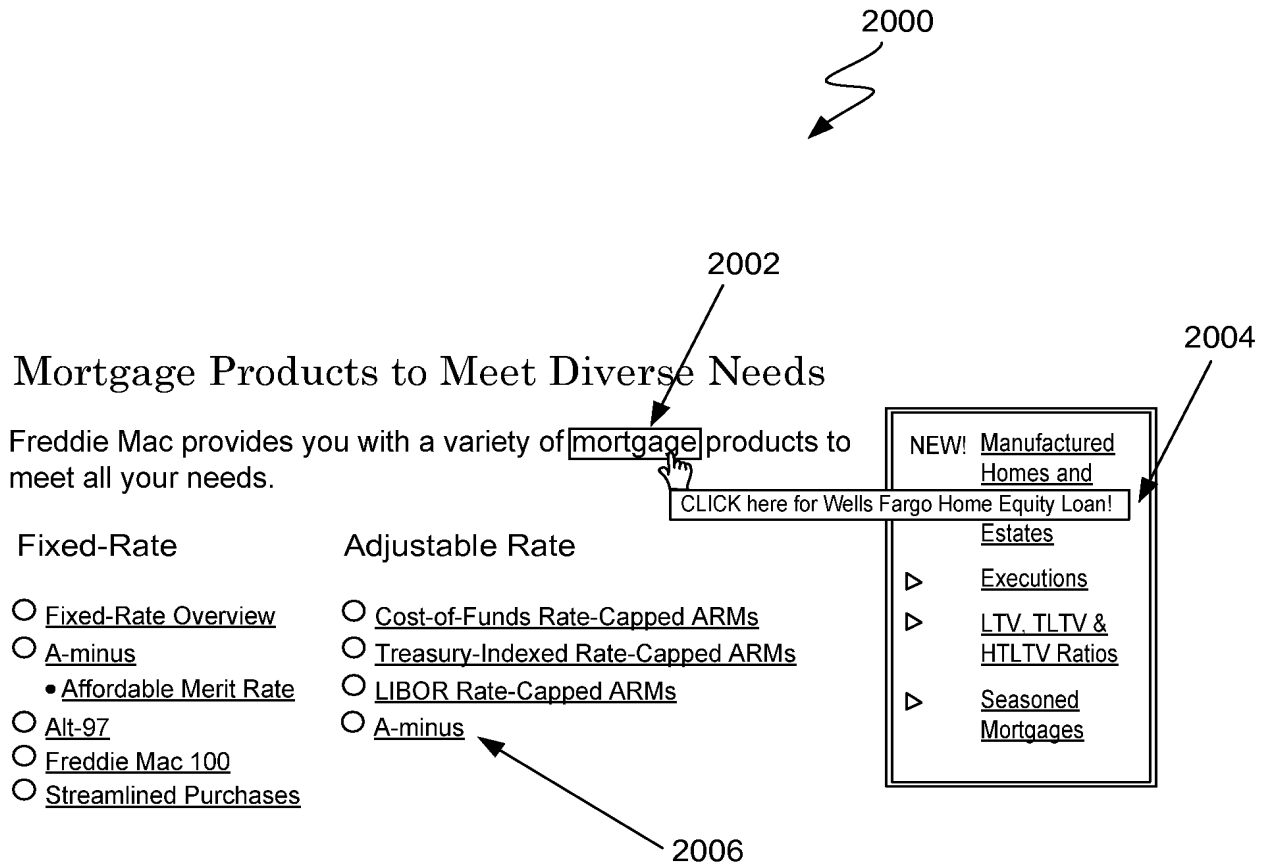 2000
2002
2004
Mortgage Products to Meet Diverse Needs
Freddie Mac provides you with a variety of mortgage products to
meet all your needs.
CLICK here for Wells Fargo Home Equity Loan!
Fixed-Rate
Fixed-Rate Overview
A-minus
• Affordable Merit Rate
Alt-97
Freddie Mac 100
Streamlined Purchases
Adjustable Rate
Cost-of-Funds Rate-Capped ARMs
Treasury-Indexed Rate-Capped ARMs
LIBOR Rate-Capped ARMs
A-minus
NEW! Manufactured
Homes and
Estates
Executions
LTV, TLTV &
HTLTV Ratios
Seasoned
Mortgages
2006